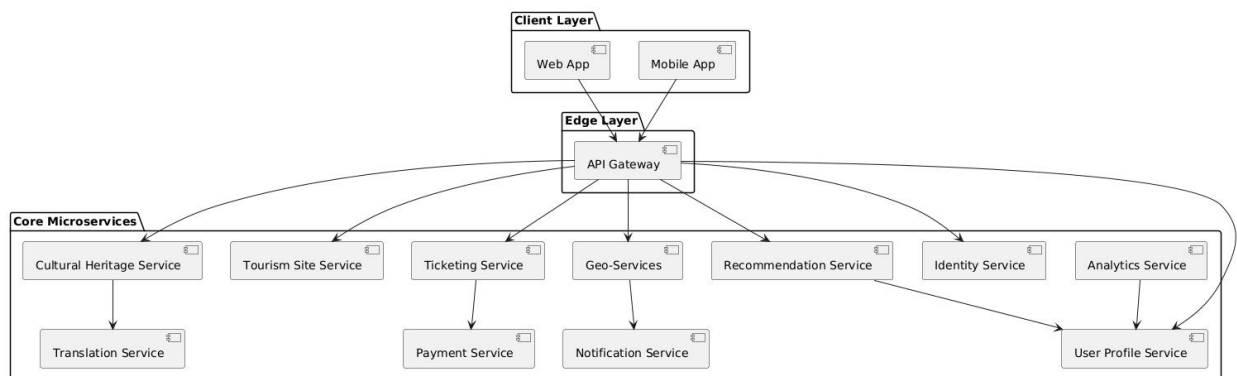 Client Layer
Web App
Mobile App
Edge Layer
API Gateway
Core Microservices
Cultural Heritage Service
Tourism Site Service
Ticketing Service
Geo-Services
Recommendation Service
Identity Service
Analytics Service
Translation Service
Payment Service
Notification Service
User Profile Service